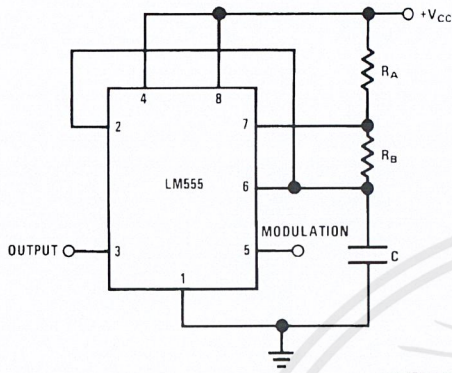 +VCC
RA
4 8
2 7
RB
LM555
6
MODULATION
OUTPUT 3 5
C
1